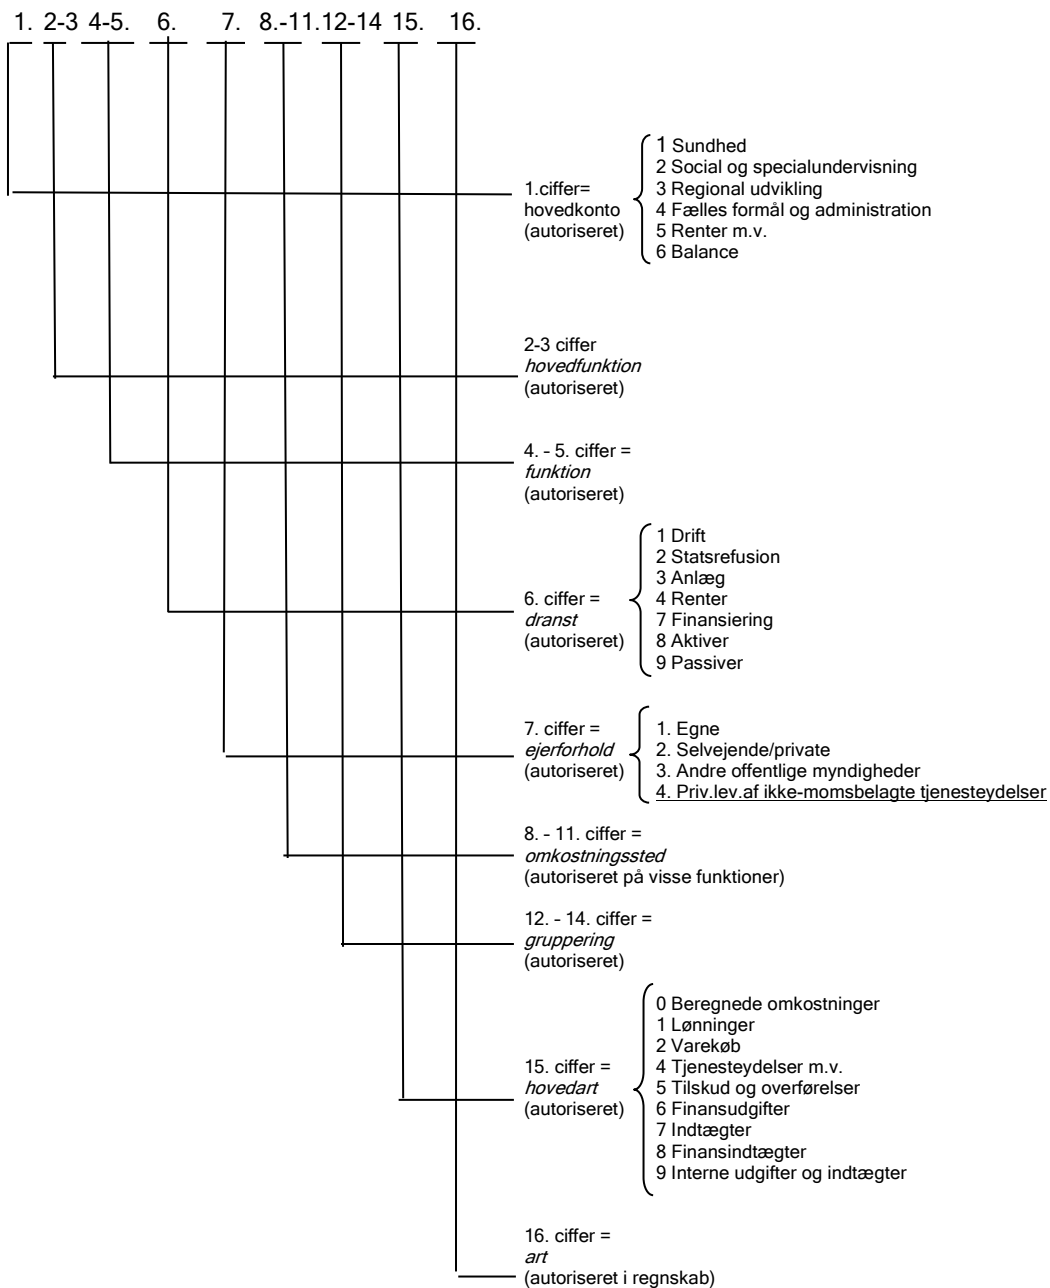 1. 2-3 4-5. 6. 7. 8.-11.12-14 15. 16.
1.ciffer=
hovedkonto
(autoriseret)
1 Sundhed
2 Social og specialundervisning
3 Regional udvikling
4 Fælles formål og administration
5 Renter m.v.
6 Balance
2-3 ciffer
hovedfunktion
(autoriseret)
4. - 5. ciffer =
funktion
(autoriseret)
6. ciffer =
dranst
(autoriseret)
1 Drift
2 Statsrefusion
3 Anlæg
4 Renter
7 Finansiering
8 Aktiver
9 Passiver
7. ciffer =
ejerforhold
(autoriseret)
1. Egne
2. Selvejende/private
3. Andre offentlige myndigheder
4. Priv.lev.af ikke-momsbelagte tjenesteydelser
8. - 11. ciffer =
omkostningssted
(autoriseret på visse funktioner)
12. - 14. ciffer =
gruppering
(autoriseret)
15. ciffer =
hovedart
(autoriseret)
0 Beregnede omkostninger
1 Lønninger
2 Varekøb
4 Tjenesteydelser m.v.
5 Tilskud og overførelser
6 Finansudgifter
7 Indtægter
8 Finansindtægter
9 Interne udgifter og indtægter
16. ciffer =
art
(autoriseret i regnskab)